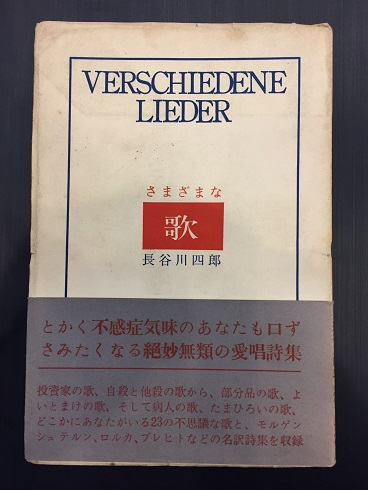 VERSCHIEDENE
LIEDER
さまざまな
歌
長谷川四郎
とかく不感症気味のあなたも口ず
さみたくなる絶妙無類の愛唱詩集
投資家の歌、自殺と他殺の歌から、部分品の歌、よ
いとまけの歌、そして病人の歌、たまひろいの歌、
どこかにあなたがいる23の不思議な歌と、モルゲン
シュテルン、ロルカ、ブレヒトなどの名訳詩集を収録